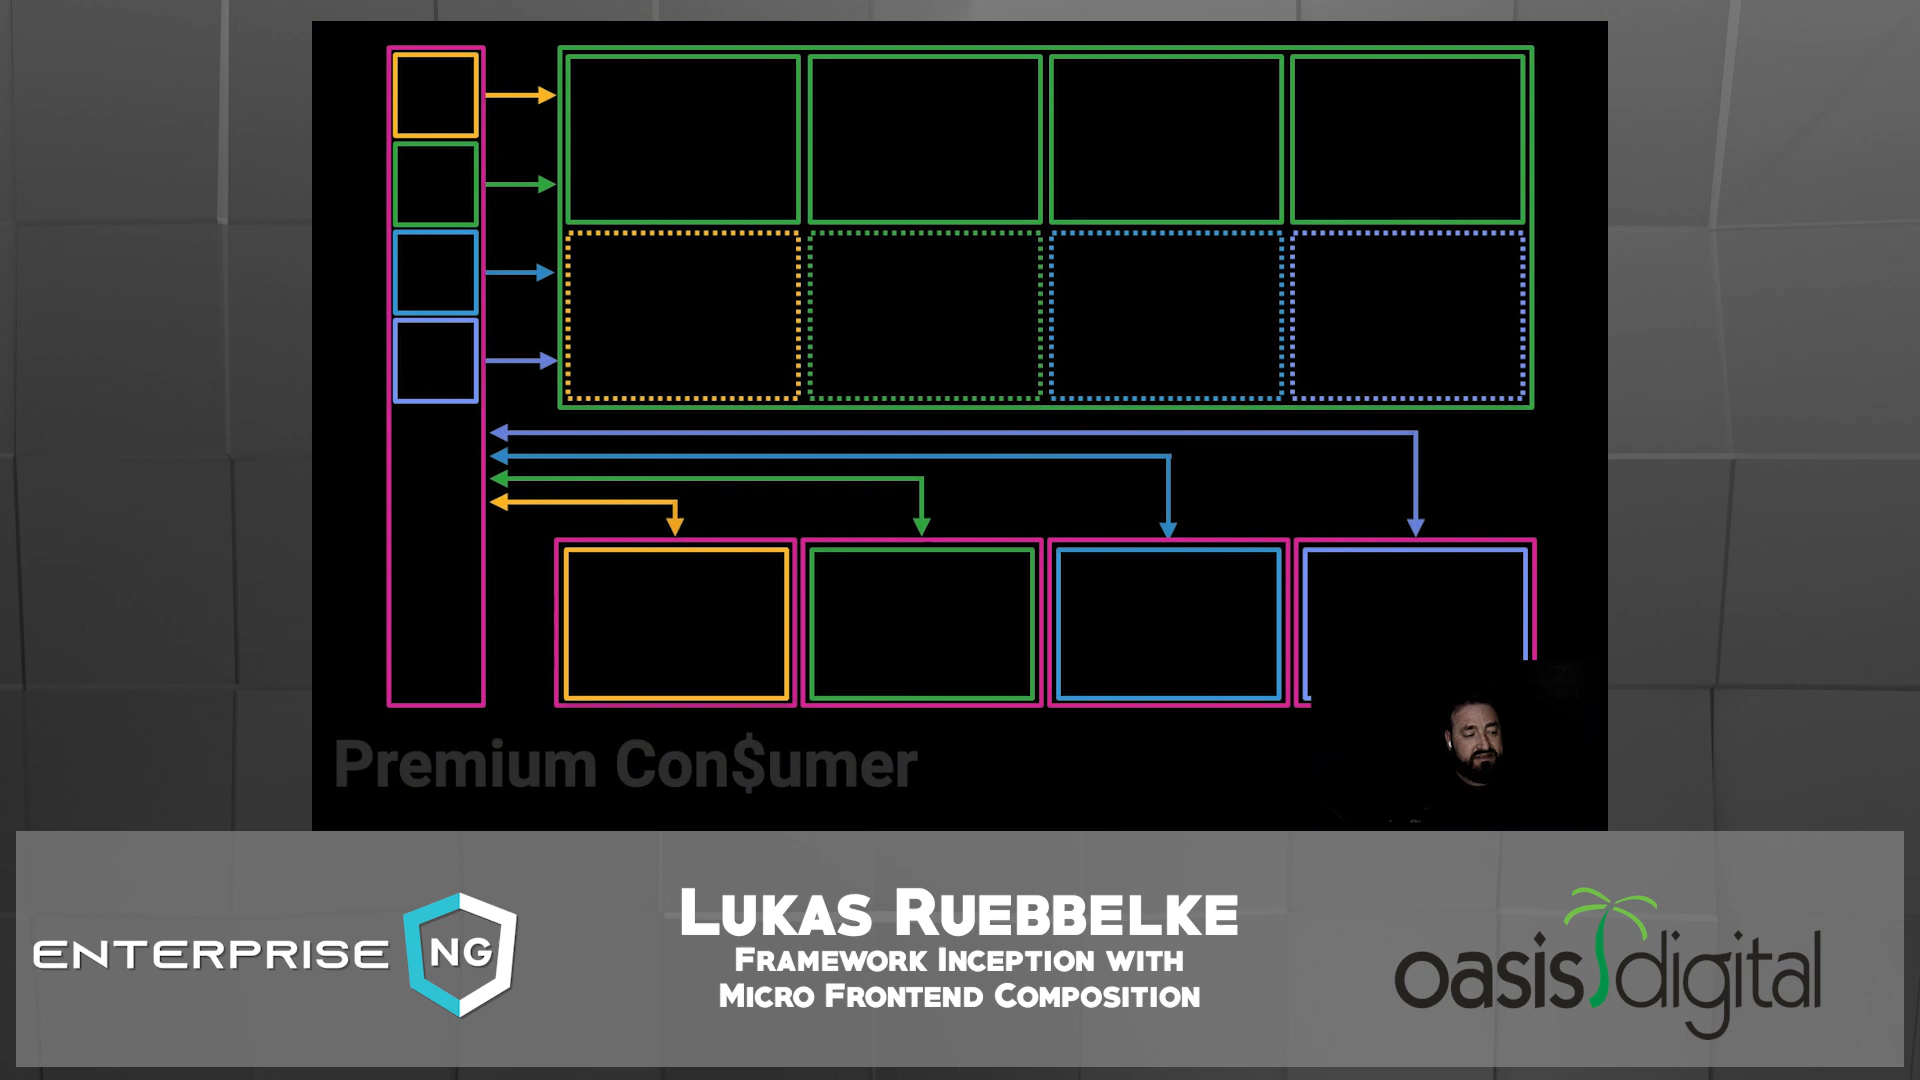 Premium Con$umer
ENTERPRISE NG
LUKAS RUEBBELKE
FRAMEWORK INCEPTION WITH
MICRO FRONTEND COMPOSITION
oasis digital